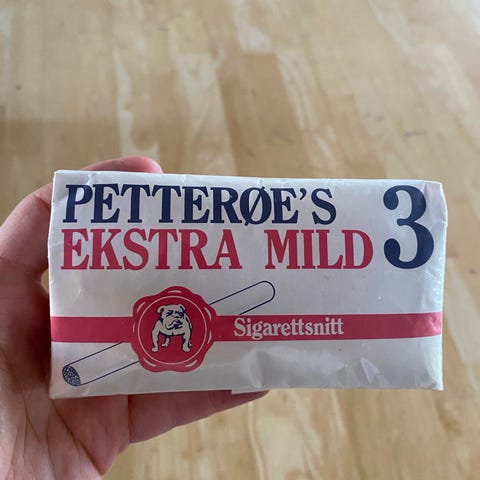 PETTERØE'S
EKSTRA MILD 3
Sigarettsnitt